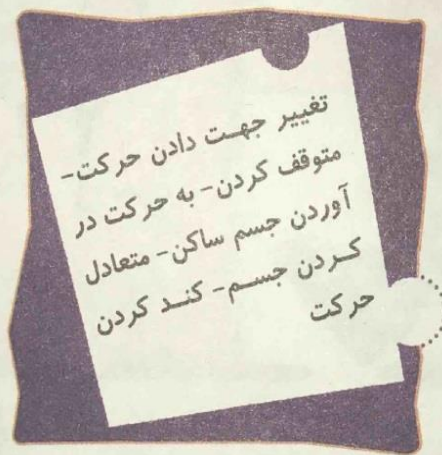 تغییر جهت دادن حرکت-
متوقف کردن- به حرکت در
آوردن جسم ساکن- متعادل
کردن جسم- کند کردن
حرکت